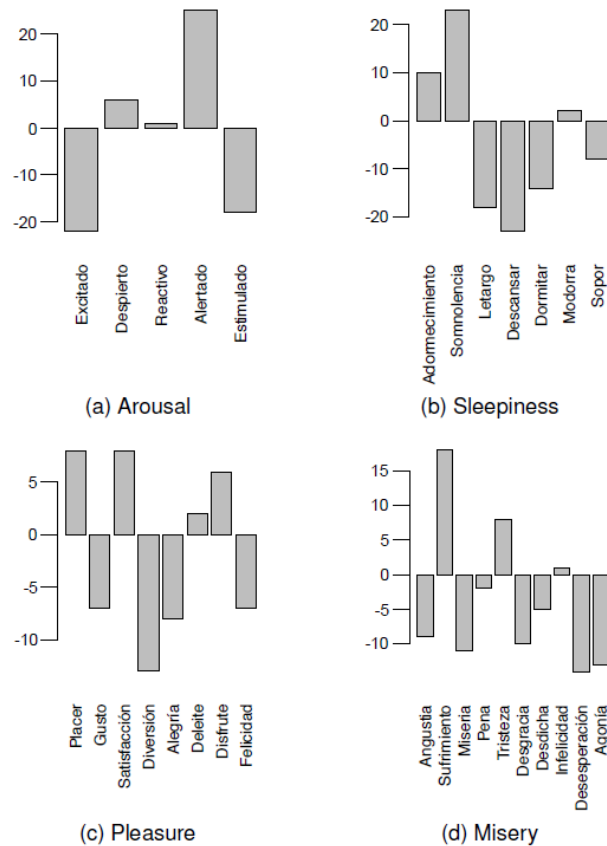 20
10
0
-10
-20
Excitado
Despierto
Reactivo
Alertado
Estimulado
(a) Arousal
20
10
0
-10
-20
Adormecimiento
Somnolencia
Letargo
Descansar
Dormitar
Modorra
Sopor
(b) Sleepiness
5
0
-5
-10
Placer
Gusto
Satisfacción
Diversión
Alegría
Deleite
Disfrute
Felicidad
(c) Pleasure
15
10
5
0
-5
-10
Angustia
Sufrimiento
Miseria
Pena
Tristeza
Desgracia
Desdicha
Infelicidad
Desesperación
Agonía
(d) Misery